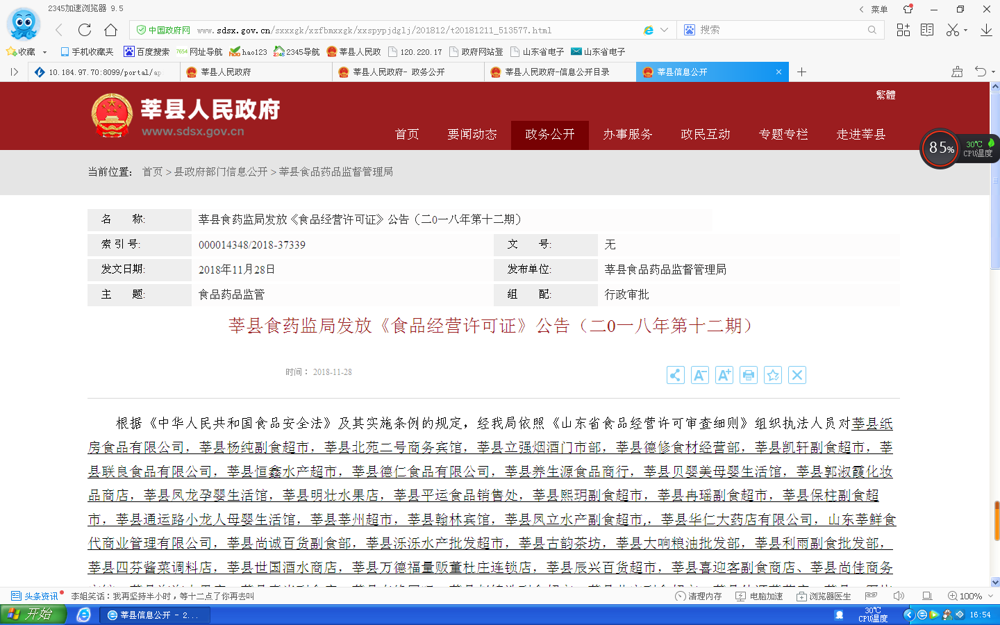 2345加速浏览器 9.5
菜单
中国政府网 www.sdsx.gov.cn/sxxxgk/xzfbmxxgk/xxspypjdglj/201812/t20181211_513577.html
搜索
收藏 手机收藏夹 百度搜索 7654 网址导航 hao123 2345导航 莘县人民政 120.220.17 政府网站登 山东省电子 山东省电子
10.184.97.70:8099/portal/ap 莘县人民政府 莘县人民政府- 政务公开 莘县人民政府-信息公开目录 莘县信息公开
繁體
莘县人民政府
www.sdsx.gov.cn
首页 要闻动态 政务公开 办事服务 政民互动 专题专栏 走进莘县
85% 30℃ CPU温度
当前位置: 首页 > 县政府部门信息公开 > 莘县食品药品监督管理局
名 称: 莘县食药监局发放《食品经营许可证》公告（二0一八年第十二期）
索 引 号: 000014348/2018-37339 文 号: 无
发文日期: 2018年11月28日 发布单位: 莘县食品药品监督管理局
主 题: 食品药品监管 组 配: 行政审批
莘县食药监局发放《食品经营许可证》公告（二0一八年第十二期）
时间： 2018-11-28
A- A+
根据《中华人民共和国食品安全法》及其实施条例的规定，经我局依照《山东省食品经营许可审查细则》组织执法人员对莘县纸
房食品有限公司，莘县杨纯副食超市，莘县北苑二号商务宾馆，莘县立强烟酒门市部，莘县德修食材经营部，莘县凯轩副食超市，莘
县联良食品有限公司，莘县恒鑫水产超市，莘县德仁食品有限公司，莘县养生源食品商行，莘县贝婴美母婴生活馆，莘县郭淑霞化妆
品商店，莘县凤龙孕婴生活馆，莘县明壮水果店，莘县平运食品销售处，莘县熙玥副食超市，莘县冉瑶副食超市，莘县保柱副食超
市，莘县通运路小龙人母婴生活馆，莘县莘州超市，莘县翰林宾馆，莘县凤立水产副食超市,，莘县华仁大药店有限公司，山东莘鲜食
代商业管理有限公司，莘县尚诚百货副食部，莘县泺泺水产批发超市，莘县古韵茶坊，莘县大响粮油批发部，莘县利雨副食批发部，
莘县四芬酱菜调料店，莘县世国酒水商店，莘县万德福量贩董杜庄连锁店，莘县辰兴百货超市，莘县喜迎客副食商店、莘县尚佳商务
头条资讯 李姐笑话：我再坚持半小时，等十二点了你再去叫 清理内存 电脑加速 浏览器医生 100%
开始 莘县信息公开 - 2... 30℃ CPU温度 16:54